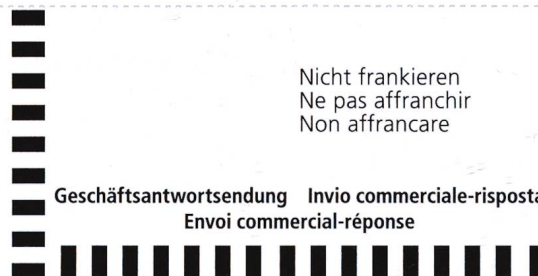 Nicht frankieren
Ne pas affranchir
Non affrancare
Geschäftsantwortsendung Invio commerciale-risposta
Envoi commercial-réponse